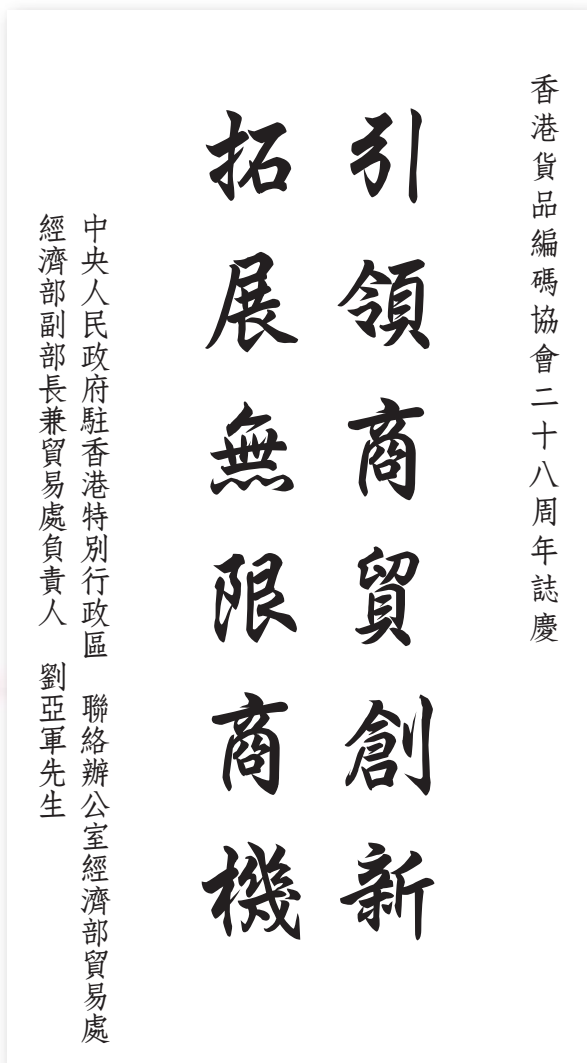 香港貨品編碼協會二十八周年誌慶
引領商貿創新
拓展無限商機
中央人民政府駐香港特別行政區　聯絡辦公室經濟部貿易處
經濟部副部長兼貿易處負責人　劉亞軍先生